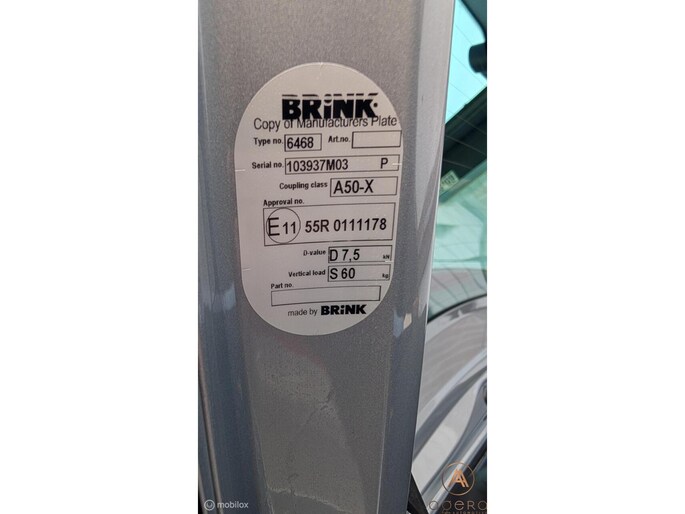 BRiNK
Copy of Manufacturers Plate
Type no. 6468 Art.no.
Serial no. 103937M03 P
Coupling class A50-X
Approval no.
E11 55R 0111178
D-value D 7,5 kN
Vertical load S 60 kg
Part no
made by BRiNK
mobilox